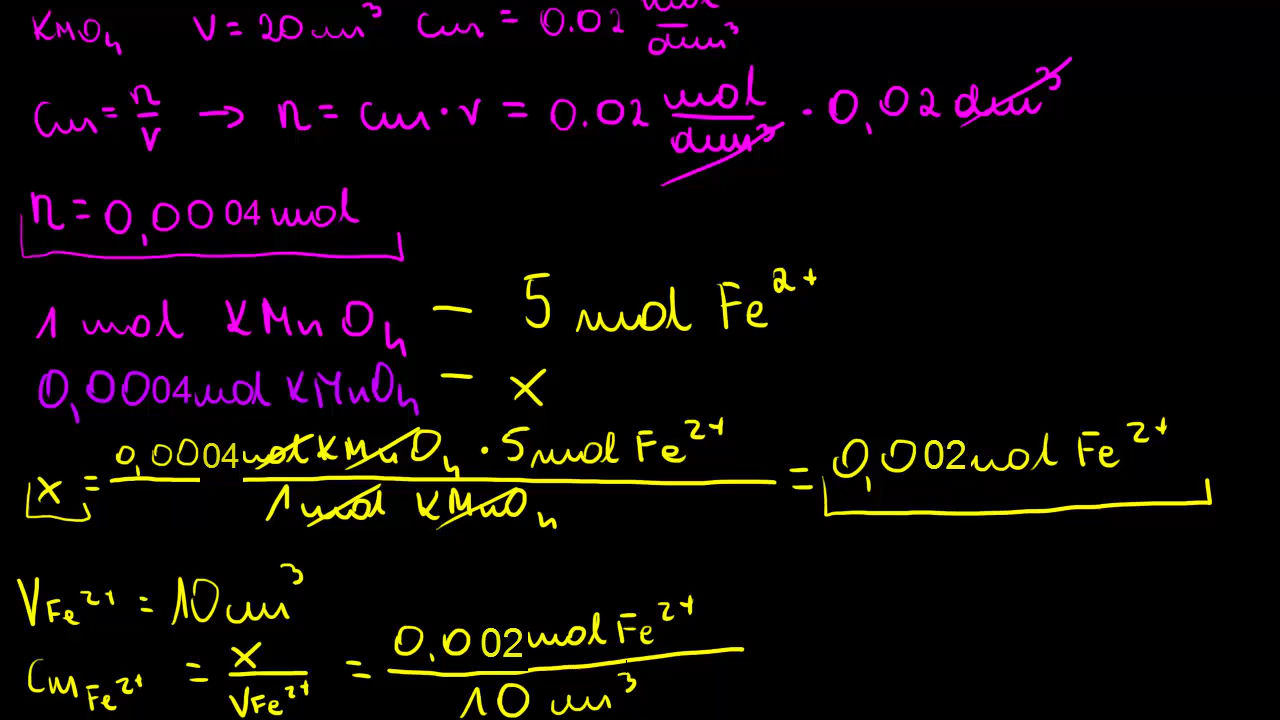 KMnO₄ V = 20 cm³ Cm = 0.02 mol/dm³
Cm = n/V → n = cm · v = 0.02 mol/dm³ · 0,02 dm³
n = 0,0004 mol
1 mol KMnO₄ – 5 mol Fe²⁺
0,0004 mol KMnO₄ – x
x = 0,0004 mol KMnO₄ · 5 mol Fe²⁺ / 1 mol KMnO₄ = 0,002 mol Fe²⁺
VFe²⁺ = 10 cm³
CmFe²⁺ = x/VFe²⁺ = 0,002 mol Fe²⁺ / 10 cm³